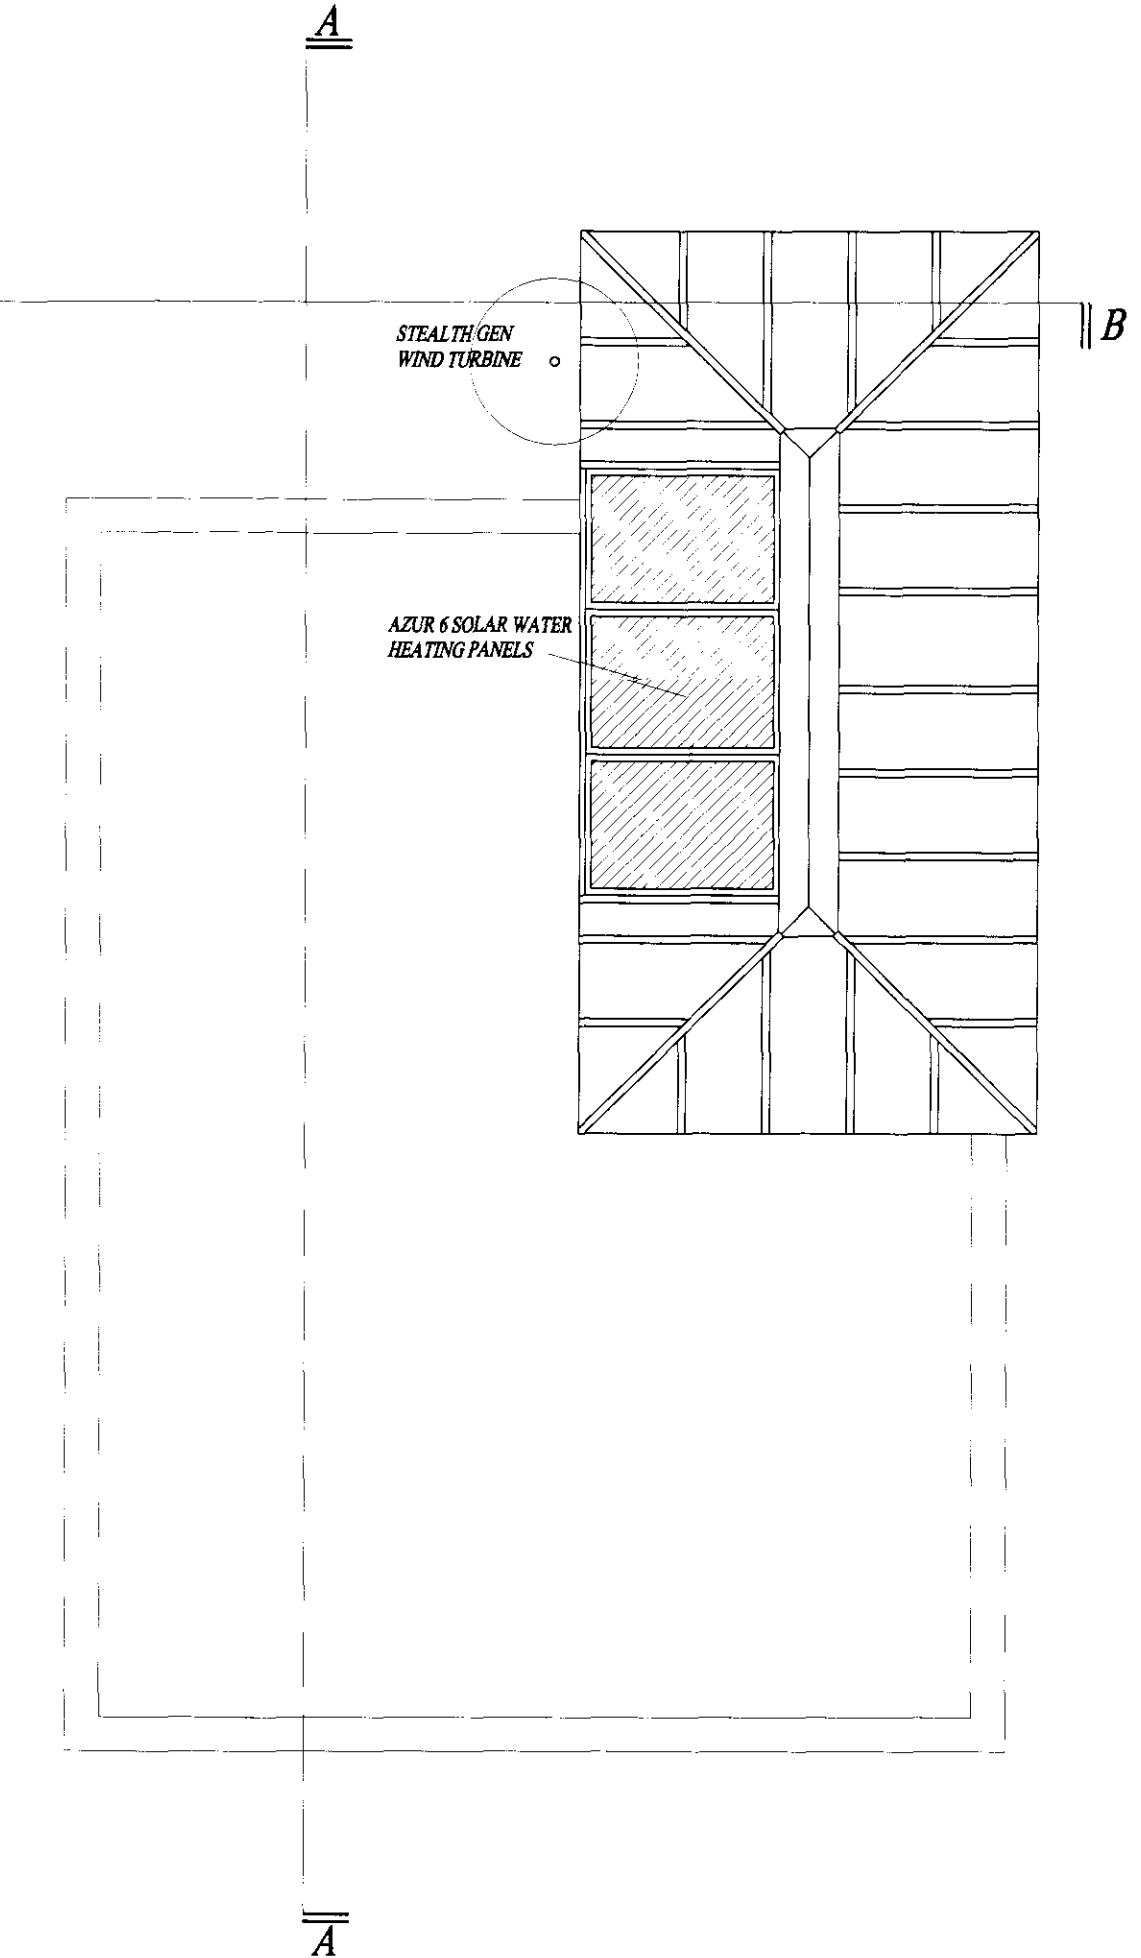 A
B
STEALTH GEN
WIND TURBINE
AZUR 6 SOLAR WATER
HEATING PANELS
A